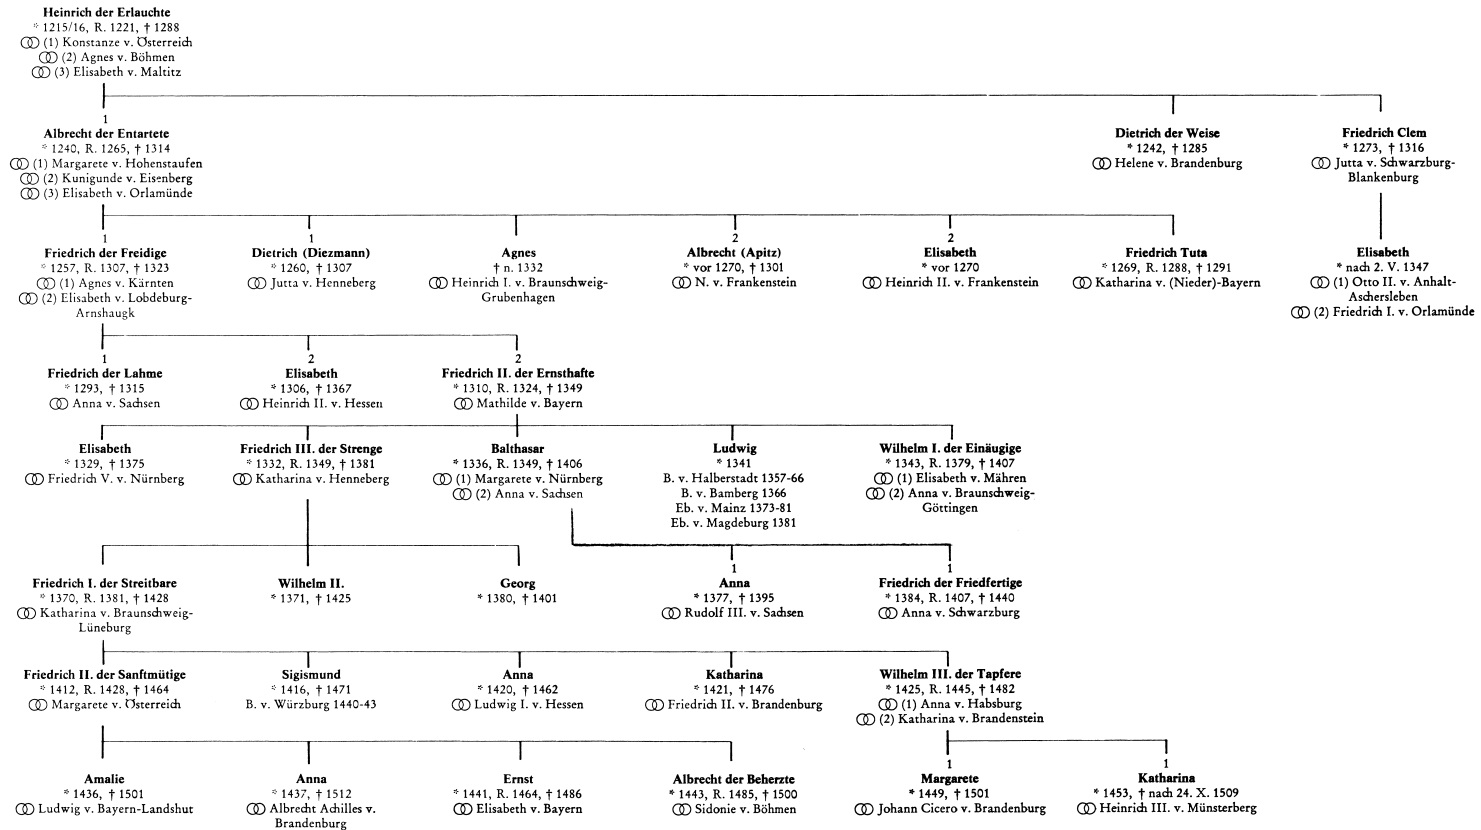 Heinrich der Erlauchte
* 1215/16, R. 1221, † 1288
⚭ (1) Konstanze v. Österreich
⚭ (2) Agnes v. Böhmen
⚭ (3) Elisabeth v. Maltitz
1
Albrecht der Entartete
* 1240, R. 1265, † 1314
⚭ (1) Margarete v. Hohenstaufen
⚭ (2) Kunigunde v. Eisenberg
⚭ (3) Elisabeth v. Orlamünde
Dietrich der Weise
* 1242, † 1285
⚭ Helene v. Brandenburg
Friedrich Clem
* 1273, † 1316
⚭ Jutta v. Schwarzburg-
Blankenburg
1
Friedrich der Freidige
* 1257, R. 1307, † 1323
⚭ (1) Agnes v. Kärnten
⚭ (2) Elisabeth v. Lobdeburg-
Arnshaugk
1
Dietrich (Diezmann)
* 1260, † 1307
⚭ Jutta v. Henneberg
Agnes
† n. 1332
⚭ Heinrich I. v. Braunschweig-
Grubenhagen
2
Albrecht (Apitz)
* vor 1270, † 1301
⚭ N. v. Frankenstein
2
Elisabeth
* vor 1270
⚭ Heinrich II. v. Frankenstein
Friedrich Tuta
* 1269, R. 1288, † 1291
⚭ Katharina v. (Nieder)-Bayern
Elisabeth
* nach 2. V. 1347
⚭ (1) Otto II. v. Anhalt-
Aschersleben
⚭ (2) Friedrich I. v. Orlamünde
1
Friedrich der Lahme
* 1293, † 1315
⚭ Anna v. Sachsen
2
Elisabeth
* 1306, † 1367
⚭ Heinrich II. v. Hessen
2
Friedrich II. der Ernsthafte
* 1310, R. 1324, † 1349
⚭ Mathilde v. Bayern
Elisabeth
* 1329, † 1375
⚭ Friedrich V. v. Nürnberg
Friedrich III. der Strenge
* 1332, R. 1349, † 1381
⚭ Katharina v. Henneberg
Balthasar
* 1336, R. 1349, † 1406
⚭ (1) Margarete v. Nürnberg
⚭ (2) Anna v. Sachsen
Ludwig
* 1341
B. v. Halberstadt 1357-66
B. v. Bamberg 1366
Eb. v. Mainz 1373-81
Eb. v. Magdeburg 1381
Wilhelm I. der Einäugige
* 1343, R. 1379, † 1407
⚭ (1) Elisabeth v. Mähren
⚭ (2) Anna v. Braunschweig-
Göttingen
Friedrich I. der Streitbare
* 1370, R. 1381, † 1428
⚭ Katharina v. Braunschweig-
Lüneburg
Wilhelm II.
* 1371, † 1425
Georg
* 1380, † 1401
1
Anna
* 1377, † 1395
⚭ Rudolf III. v. Sachsen
1
Friedrich der Friedfertige
* 1384, R. 1407, † 1440
⚭ Anna v. Schwarzburg
Friedrich II. der Sanftmütige
* 1412, R. 1428, † 1464
⚭ Margarete v. Österreich
Sigismund
* 1416, † 1471
B. v. Würzburg 1440-43
Anna
* 1420, † 1462
⚭ Ludwig I. v. Hessen
Katharina
* 1421, † 1476
⚭ Friedrich II. v. Brandenburg
Wilhelm III. der Tapfere
* 1425, R. 1445, † 1482
⚭ (1) Anna v. Habsburg
⚭ (2) Katharina v. Brandenstein
Amalie
* 1436, † 1501
⚭ Ludwig v. Bayern-Landshut
Anna
* 1437, † 1512
⚭ Albrecht Achilles v.
Brandenburg
Ernst
* 1441, R. 1464, † 1486
⚭ Elisabeth v. Bayern
Albrecht der Beherzte
* 1443, R. 1485, † 1500
⚭ Sidonie v. Böhmen
1
Margarete
* 1449, † 1501
⚭ Johann Cicero v. Brandenburg
1
Katharina
* 1453, † nach 24. X. 1509
⚭ Heinrich III. v. Münsterberg